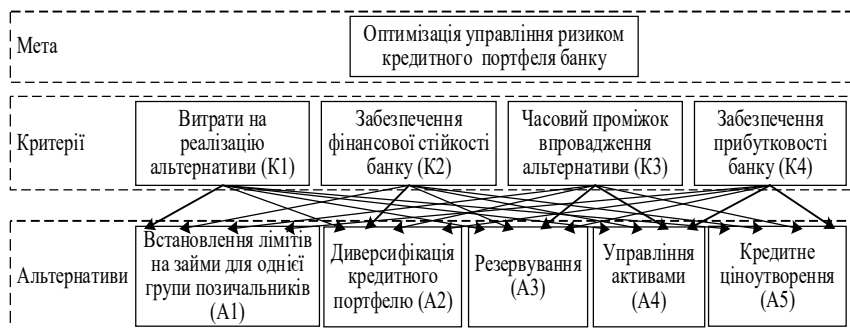 Мета
Оптимізація управління ризиком
кредитного портфеля банку
Критерії
Витрати на
реалізацію
альтернативи (К1)
Забезпечення
фінансової стійкості
банку (К2)
Часовий проміжок
впровадження
альтернативи (К3)
Забезпечення
прибутковості
банку (К4)
Альтернативи
Встановлення лімітів
на займи для однієї
групи позичальників
(А1)
Диверсифікація
кредитного
портфелю (А2)
Резервування
(А3)
Управління
активами
(А4)
Кредитне
ціноутворення
(А5)